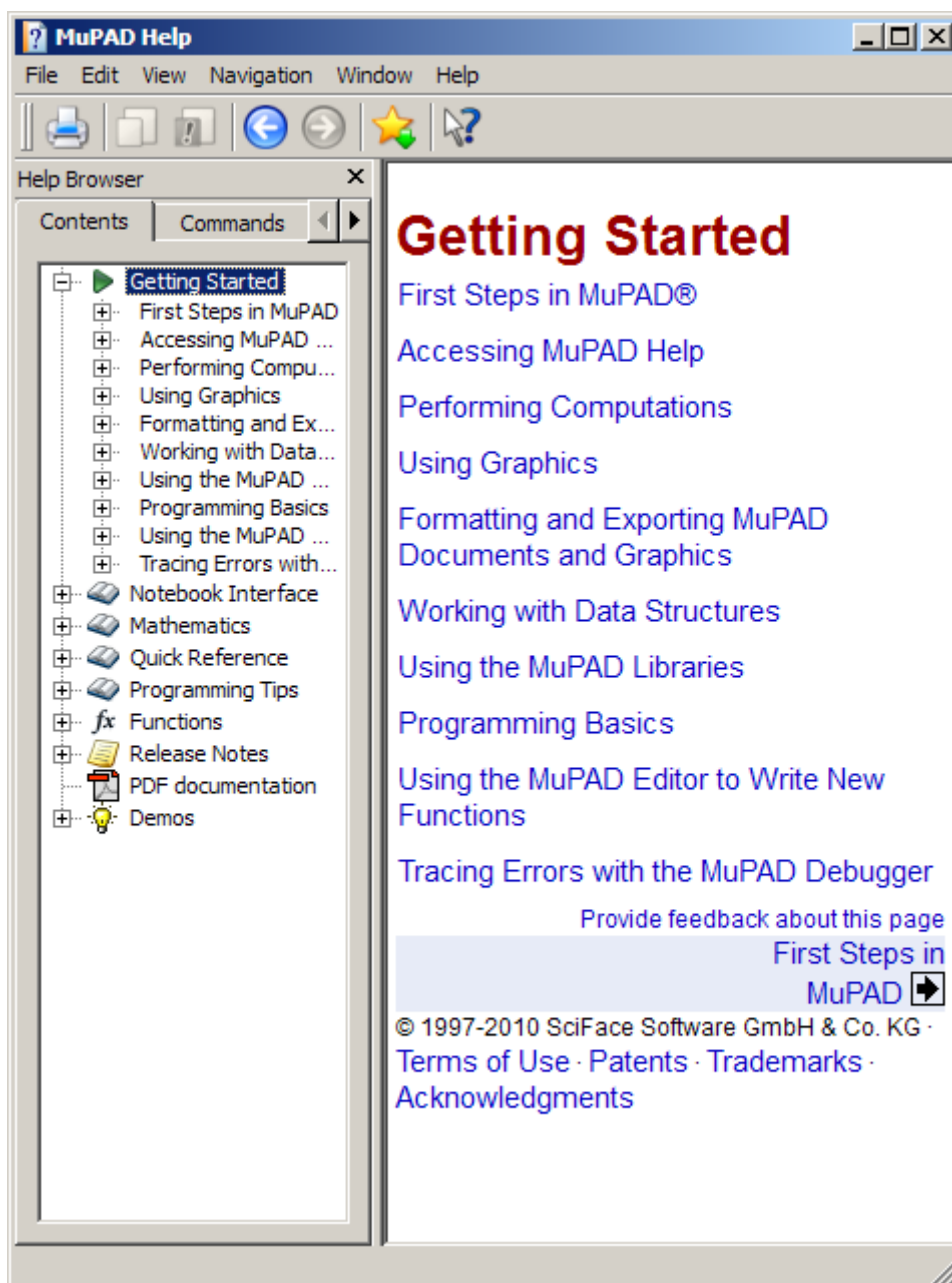 MuPAD Help
File Edit View Navigation Window Help
Help Browser
Contents Commands
Getting Started
First Steps in MuPAD
Accessing MuPAD ...
Performing Compu...
Using Graphics
Formatting and Ex...
Working with Data...
Using the MuPAD ...
Programming Basics
Using the MuPAD ...
Tracing Errors with...
Notebook Interface
Mathematics
Quick Reference
Programming Tips
fx Functions
Release Notes
PDF documentation
Demos
Getting Started
First Steps in MuPAD®
Accessing MuPAD Help
Performing Computations
Using Graphics
Formatting and Exporting MuPAD
Documents and Graphics
Working with Data Structures
Using the MuPAD Libraries
Programming Basics
Using the MuPAD Editor to Write New
Functions
Tracing Errors with the MuPAD Debugger
Provide feedback about this page
First Steps in
MuPAD
© 1997-2010 SciFace Software GmbH & Co. KG ·
Terms of Use · Patents · Trademarks ·
Acknowledgments